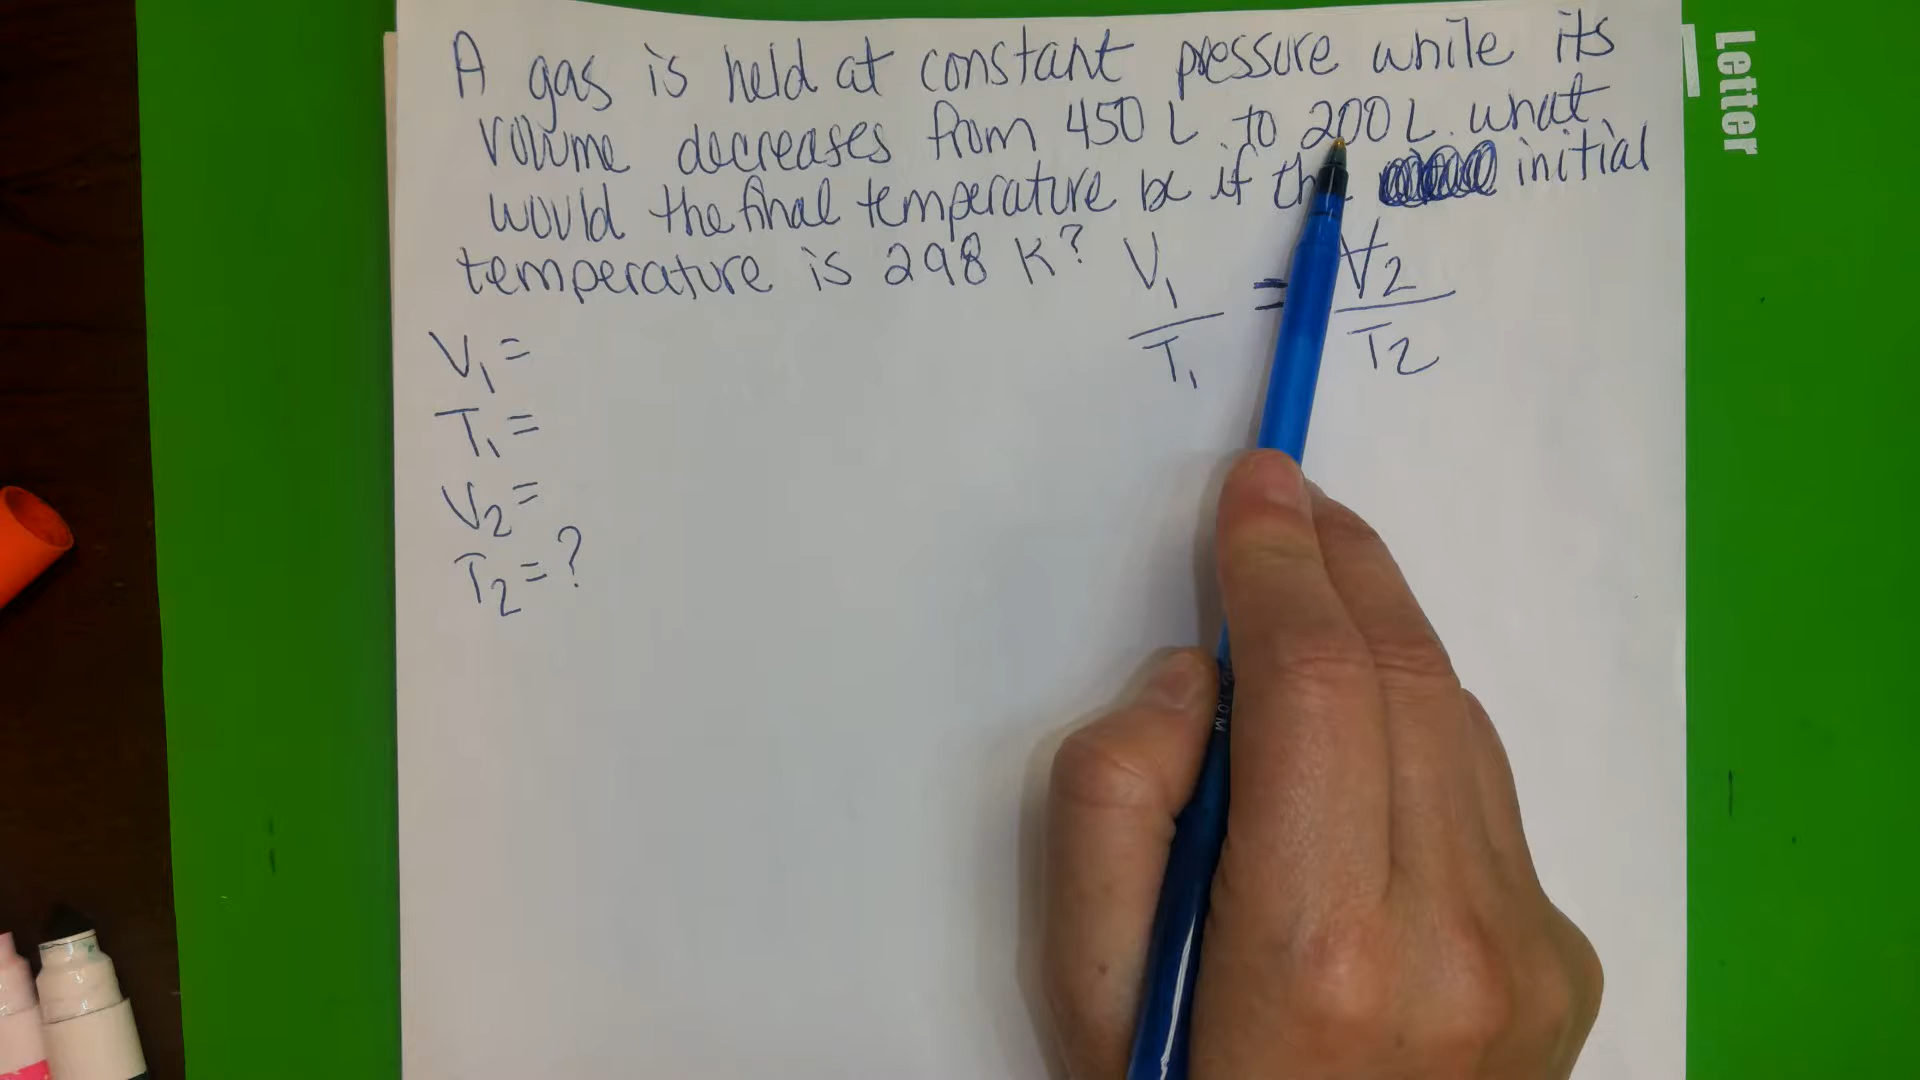 A gas is held at constant pressure while its
volume decreases from 450 L to 200 L. what
would the final temperature be if the initial
temperature is 298 K?
V₁/T₁ = V₂/T₂
V₁ =
T₁ =
V₂ =
T₂ = ?
Letter